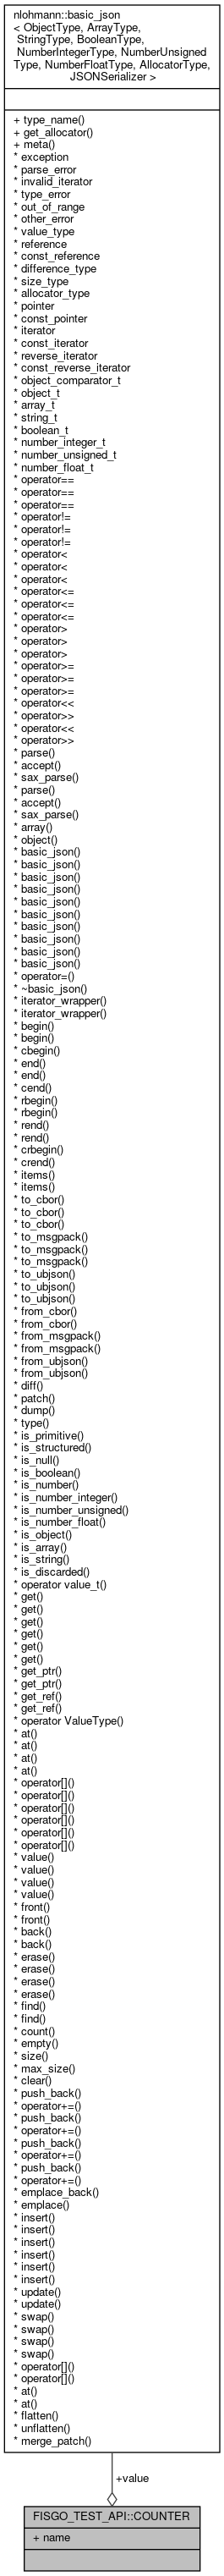 nlohmann::basic_json
< ObjectType, ArrayType,
StringType, BooleanType,
NumberIntegerType, NumberUnsigned
Type, NumberFloatType, AllocatorType,
JSONSerializer >
+ type_name()
+ get_allocator()
+ meta()
* exception
* parse_error
* invalid_iterator
* type_error
* out_of_range
* other_error
* value_type
* reference
* const_reference
* difference_type
* size_type
* allocator_type
* pointer
* const_pointer
* iterator
* const_iterator
* reverse_iterator
* const_reverse_iterator
* object_comparator_t
* object_t
* array_t
* string_t
* boolean_t
* number_integer_t
* number_unsigned_t
* number_float_t
* operator==
* operator==
* operator==
* operator!=
* operator!=
* operator!=
* operator<
* operator<
* operator<
* operator<=
* operator<=
* operator<=
* operator>
* operator>
* operator>
* operator>=
* operator>=
* operator>=
* operator<<
* operator>>
* operator<<
* operator>>
* parse()
* accept()
* sax_parse()
* parse()
* accept()
* sax_parse()
* array()
* object()
* basic_json()
* basic_json()
* basic_json()
* basic_json()
* basic_json()
* basic_json()
* basic_json()
* basic_json()
* basic_json()
* basic_json()
* operator=()
* ~basic_json()
* iterator_wrapper()
* iterator_wrapper()
* begin()
* begin()
* cbegin()
* end()
* end()
* cend()
* rbegin()
* rbegin()
* rend()
* rend()
* crbegin()
* crend()
* items()
* items()
* to_cbor()
* to_cbor()
* to_cbor()
* to_msgpack()
* to_msgpack()
* to_msgpack()
* to_ubjson()
* to_ubjson()
* to_ubjson()
* from_cbor()
* from_cbor()
* from_msgpack()
* from_msgpack()
* from_ubjson()
* from_ubjson()
* diff()
* patch()
* dump()
* type()
* is_primitive()
* is_structured()
* is_null()
* is_boolean()
* is_number()
* is_number_integer()
* is_number_unsigned()
* is_number_float()
* is_object()
* is_array()
* is_string()
* is_discarded()
* operator value_t()
* get()
* get()
* get()
* get()
* get()
* get()
* get_ptr()
* get_ptr()
* get_ref()
* get_ref()
* operator ValueType()
* at()
* at()
* at()
* at()
* operator[]()
* operator[]()
* operator[]()
* operator[]()
* operator[]()
* operator[]()
* value()
* value()
* value()
* value()
* front()
* front()
* back()
* back()
* erase()
* erase()
* erase()
* erase()
* find()
* find()
* count()
* empty()
* size()
* max_size()
* clear()
* push_back()
* operator+=()
* push_back()
* operator+=()
* push_back()
* operator+=()
* push_back()
* operator+=()
* emplace_back()
* emplace()
* insert()
* insert()
* insert()
* insert()
* insert()
* insert()
* update()
* update()
* swap()
* swap()
* swap()
* swap()
* operator[]()
* operator[]()
* at()
* at()
* flatten()
* unflatten()
* merge_patch()
+value
FISGO_TEST_API::COUNTER
+ name